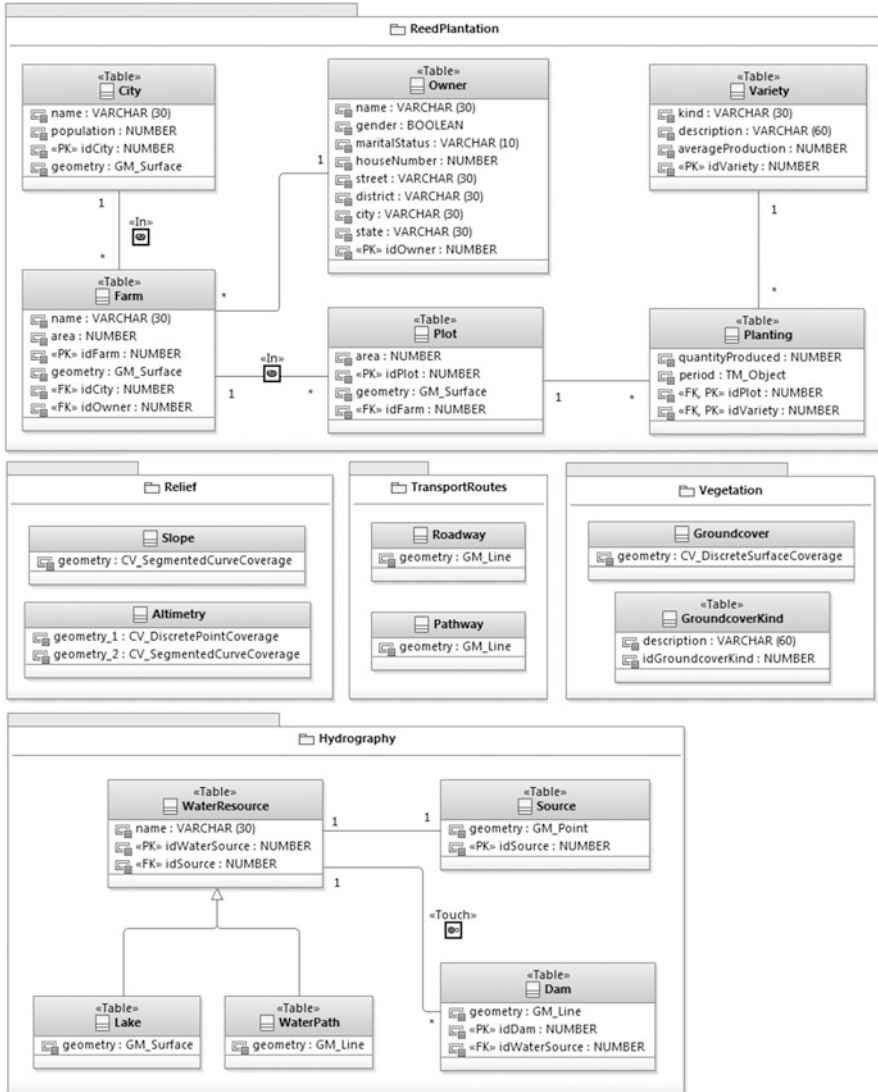 ReedPlantation
«Table»
City
name : VARCHAR (30)
population : NUMBER
«PK» idCity : NUMBER
geometry : GM_Surface
«Table»
Owner
name : VARCHAR (30)
gender : BOOLEAN
maritalStatus : VARCHAR (10)
houseNumber : NUMBER
street : VARCHAR (30)
district : VARCHAR (30)
city : VARCHAR (30)
state : VARCHAR (30)
«PK» idOwner : NUMBER
«Table»
Variety
kind : VARCHAR (30)
description : VARCHAR (60)
averageProduction : NUMBER
«PK» idVariety : NUMBER
1
«In»
*
1
*
1
*
«Table»
Farm
name : VARCHAR (30)
area : NUMBER
«PK» idFarm : NUMBER
geometry : GM_Surface
«FK» idCity : NUMBER
«FK» idOwner : NUMBER
«In»
1
*
«Table»
Plot
area : NUMBER
«PK» idPlot : NUMBER
geometry : GM_Surface
«FK» idFarm : NUMBER
1
*
«Table»
Planting
quantityProduced : NUMBER
period : TM_Object
«FK, PK» idPlot : NUMBER
«FK, PK» idVariety : NUMBER
Relief
Slope
geometry : CV_SegmentedCurveCoverage
Altimetry
geometry_1 : CV_DiscretePointCoverage
geometry_2 : CV_SegmentedCurveCoverage
TransportRoutes
Roadway
geometry : GM_Line
Pathway
geometry : GM_Line
Vegetation
Groundcover
geometry : CV_DiscreteSurfaceCoverage
«Table»
GroundcoverKind
description : VARCHAR (60)
idGroundcoverKind : NUMBER
Hydrography
«Table»
WaterResource
name : VARCHAR (30)
«PK» idWaterSource : NUMBER
«FK» idSource : NUMBER
1
1
«Table»
Source
geometry : GM_Point
«PK» idSource : NUMBER
1
«Touch»
*
«Table»
Lake
geometry : GM_Surface
«Table»
WaterPath
geometry : GM_Line
«Table»
Dam
geometry : GM_Line
«PK» idDam : NUMBER
«FK» idWaterSource : NUMBER